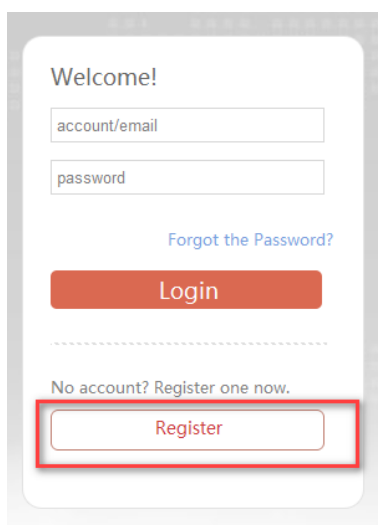 Welcome!
account/email
password
Forgot the Password?
Login
No account? Register one now.
Register